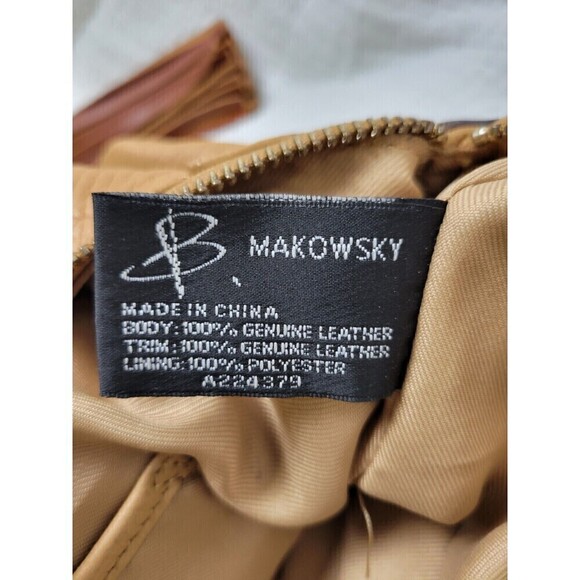 B MAKOWSKY
MADE IN CHINA
BODY:100% GENUINE LEATHER
TRIM:100% GENUINE LEATHER
LINING:100% POLYESTER
A224379